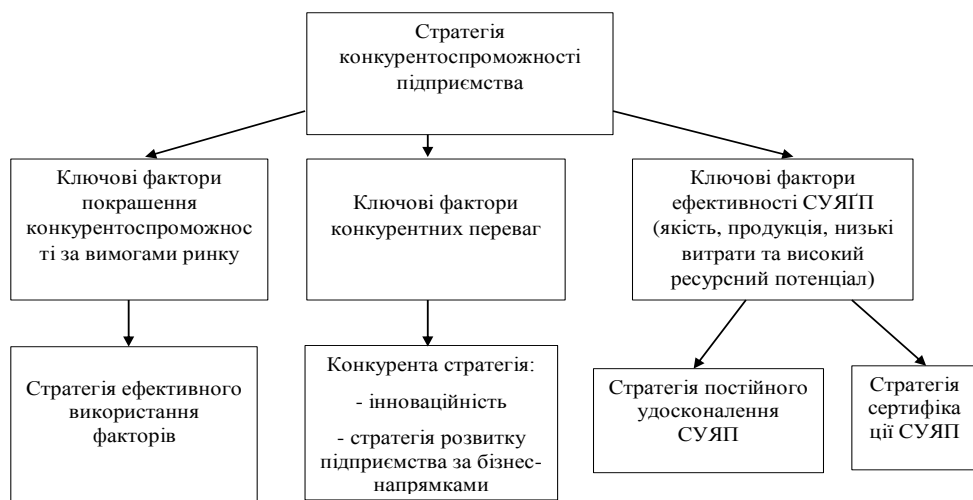 Стратегія
конкурентоспроможності
підприємства
Ключові фактори
покрашення
конкурентоспроможнос
ті за вимогами ринку
Ключові фактори
конкурентних переваг
Ключові фактори
ефективності СУЯҐП
(якість, продукція, низькі
витрати та високий
ресурсний потенціал)
Стратегія ефективного
використання
факторів
Конкурента стратегія:
- інноваційність
- стратегія розвитку
підприємства за бізнес-
напрямками
Стратегія постійного
удосконалення
СУЯП
Стратегія
сертифіка
ції СУЯП